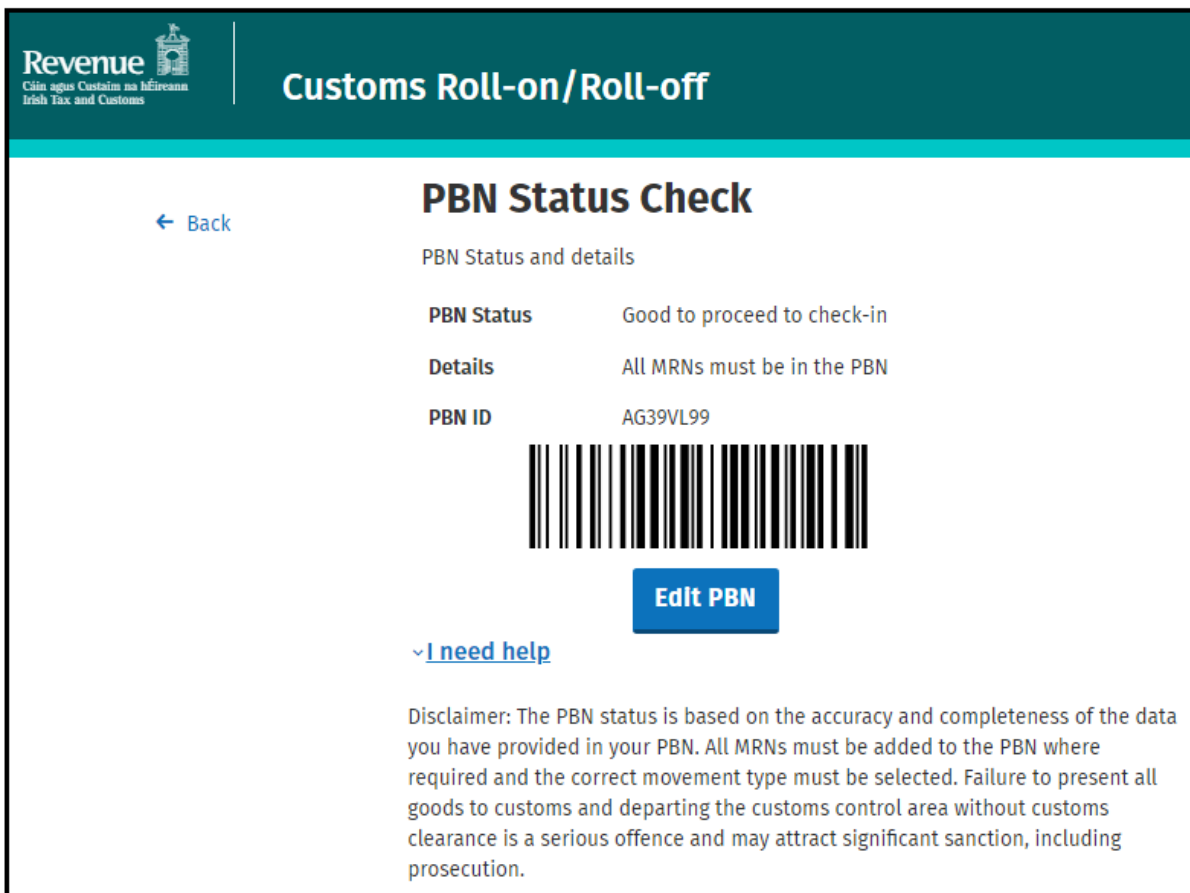 Revenue
Cáin agus Custaim na hÉireann
Irish Tax and Customs
Customs Roll-on/Roll-off
← Back
PBN Status Check
PBN Status and details
PBN Status Good to proceed to check-in
Details All MRNs must be in the PBN
PBN ID AG39VL99
Edit PBN
I need help
Disclaimer: The PBN status is based on the accuracy and completeness of the data
you have provided in your PBN. All MRNs must be added to the PBN where
required and the correct movement type must be selected. Failure to present all
goods to customs and departing the customs control area without customs
clearance is a serious offence and may attract significant sanction, including
prosecution.